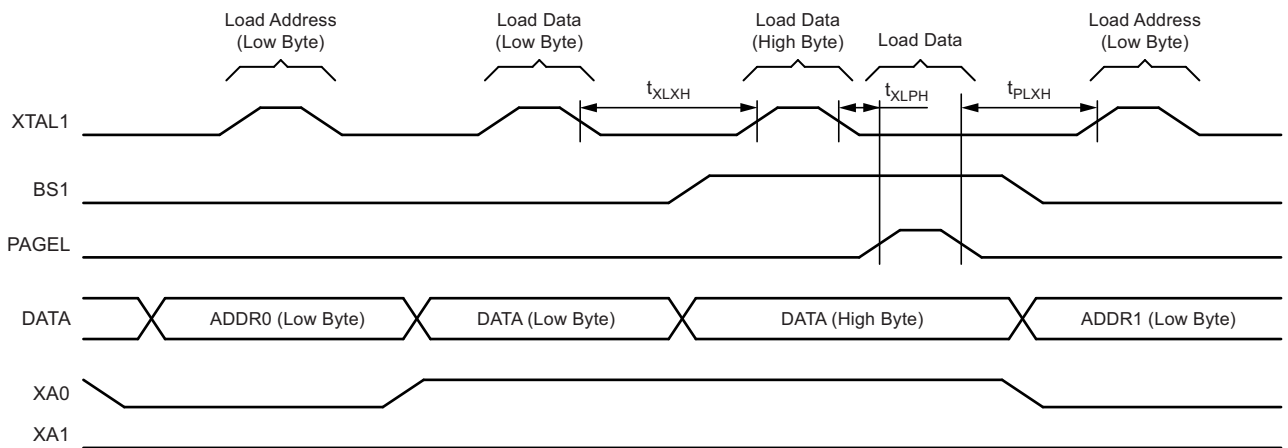 Load Address
(Low Byte)
Load Data
(Low Byte)
Load Data
(High Byte)
Load Data
Load Address
(Low Byte)
tXLXH
tXLPH
tPLXH
XTAL1
BS1
PAGEL
DATA
ADDR0 (Low Byte)
DATA (Low Byte)
DATA (High Byte)
ADDR1 (Low Byte)
XA0
XA1